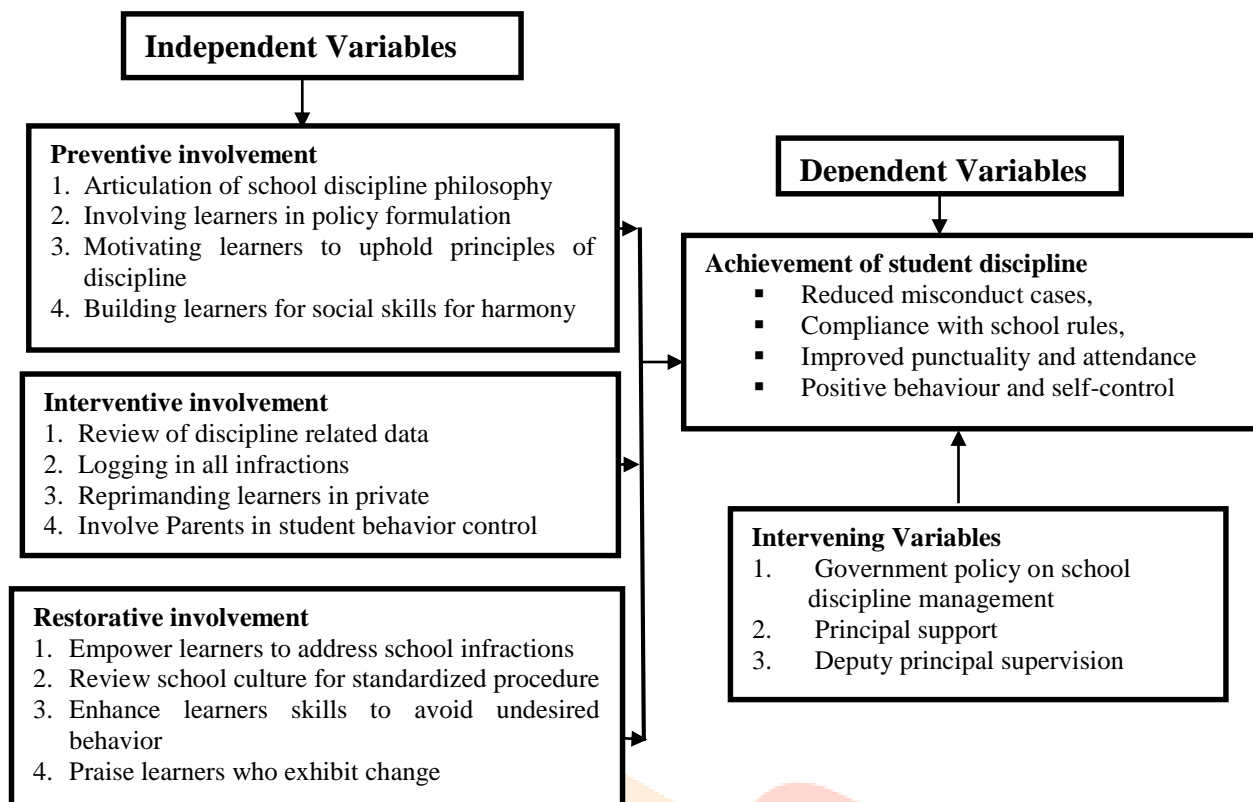 Independent Variables
Preventive involvement
1. Articulation of school discipline philosophy
2. Involving learners in policy formulation
3. Motivating learners to uphold principles of
discipline
4. Building learners for social skills for harmony
Interventive involvement
1. Review of discipline related data
2. Logging in all infractions
3. Reprimanding learners in private
4. Involve Parents in student behavior control
Restorative involvement
1. Empower learners to address school infractions
2. Review school culture for standardized procedure
3. Enhance learners skills to avoid undesired
behavior
4. Praise learners who exhibit change
Dependent Variables
Achievement of student discipline
▪ Reduced misconduct cases,
▪ Compliance with school rules,
▪ Improved punctuality and attendance
▪ Positive behaviour and self-control
Intervening Variables
1. Government policy on school
discipline management
2. Principal support
3. Deputy principal supervision